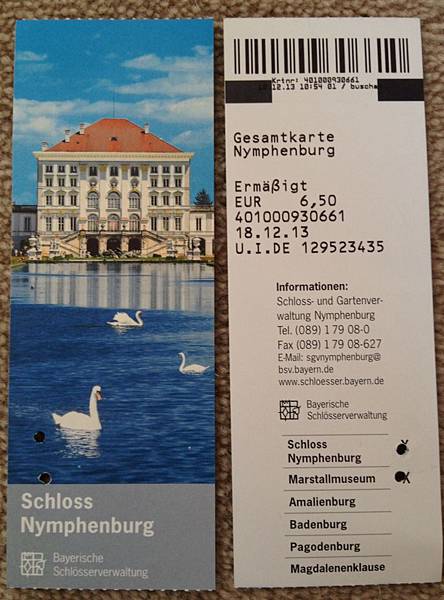 Schloss
Nymphenburg
Bayerische
Schlösserverwaltung
Krtnr: 401000930661
18.12.13 10:54 01 / buscha
Gesamtkarte
Nymphenburg
Ermäßigt
EUR 6,50
401000930661
18.12.13
U.I.DE 129523435
Informationen:
Schloss- und Gartenver-
waltung Nymphenburg
Tel. (089) 1 79 08-0
Fax (089) 1 79 08-627
E-Mail: sgvnymphenburg@
bsv.bayern.de
www.schloesser.bayern.de
Bayerische
Schlösserverwaltung
Schloss
Nymphenburg
Marstallmuseum
Amalienburg
Badenburg
Pagodenburg
Magdalenenklause